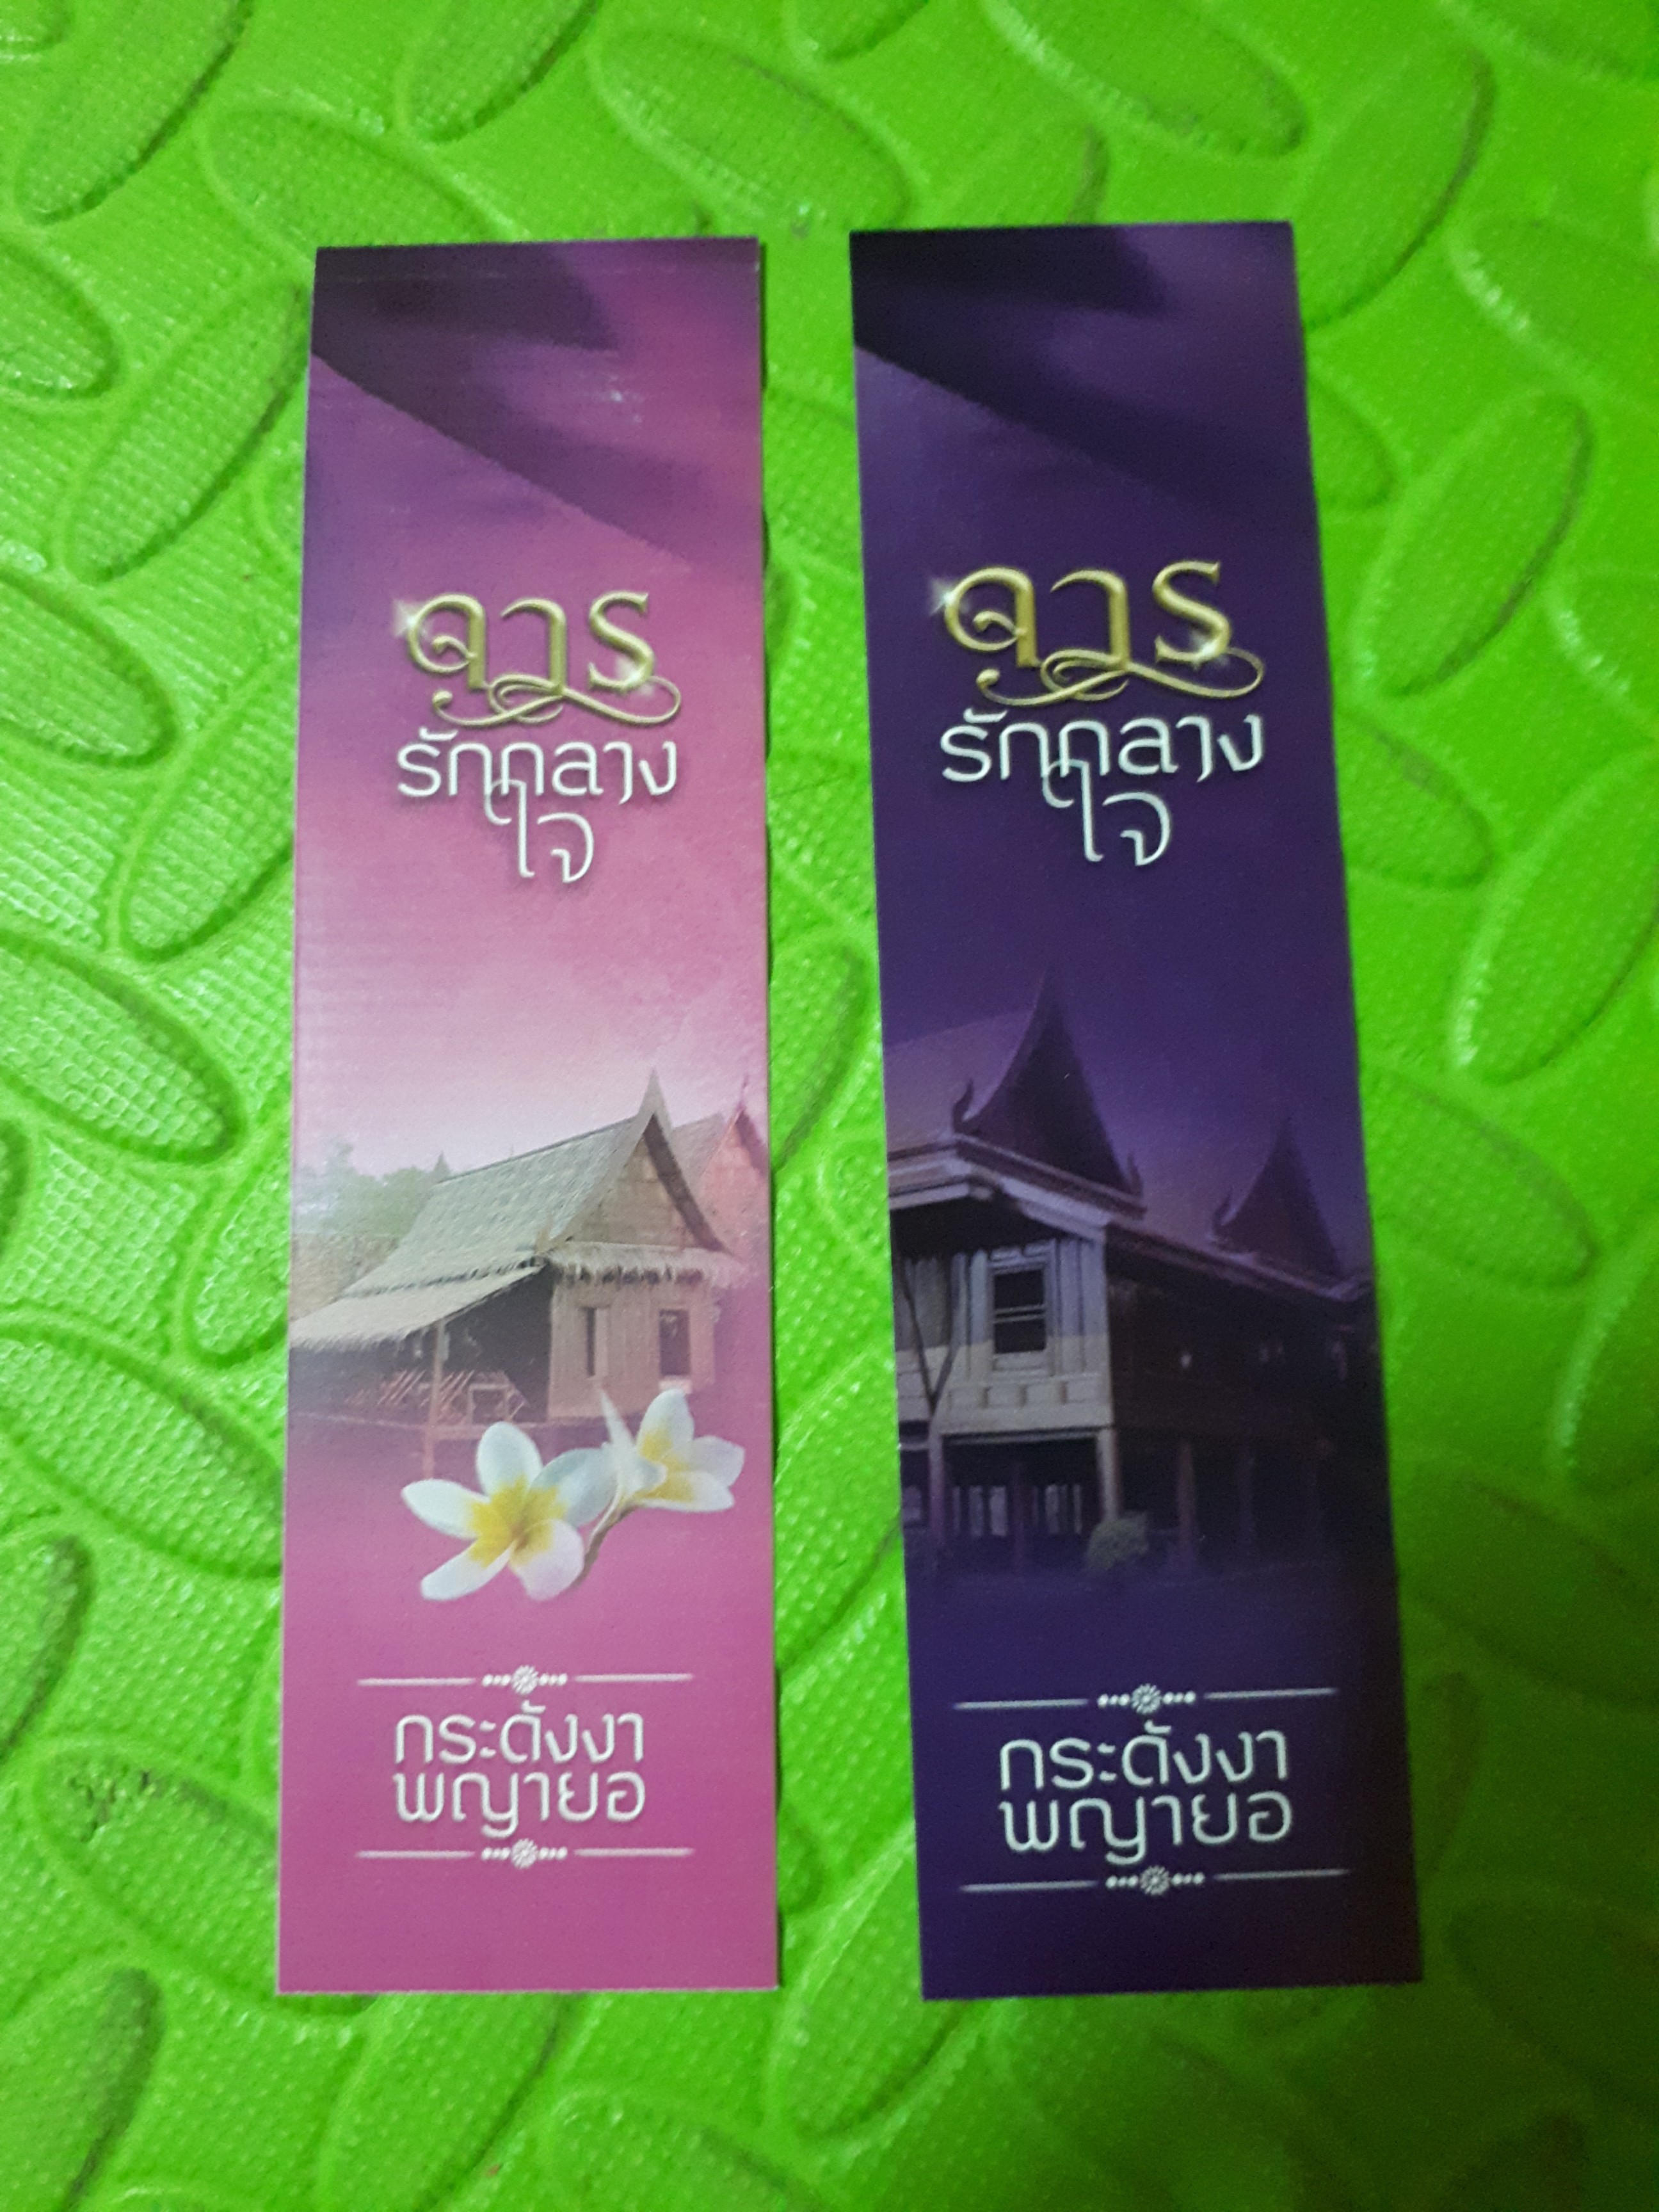 จาร
รักกลาง
ใจ
กระดังงา
พญายอ
จาร
รักกลาง
ใจ
กระดังงา
พญายอ